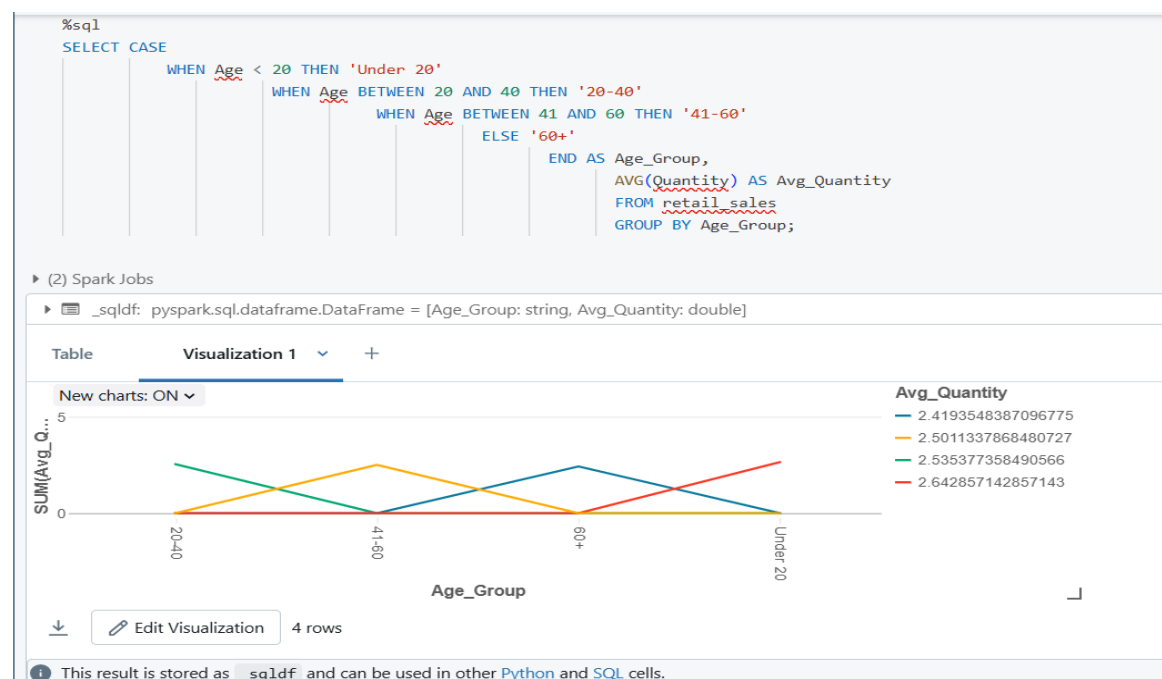 %sql
SELECT CASE
WHEN Age < 20 THEN 'Under 20'
WHEN Age BETWEEN 20 AND 40 THEN '20-40'
WHEN Age BETWEEN 41 AND 60 THEN '41-60'
ELSE '60+'
END AS Age_Group,
AVG(Quantity) AS Avg_Quantity
FROM retail_sales
GROUP BY Age_Group;
(2) Spark Jobs
_sqldf: pyspark.sql.dataframe.DataFrame = [Age_Group: string, Avg_Quantity: double]
Table Visualization 1 +
New charts: ON
5
0
SUM(Avg_Q...
20-40
41-60
60+
Under 20
Age_Group
Avg_Quantity
2.4193548387096775
2.5011337868480727
2.535377358490566
2.642857142857143
Edit Visualization 4 rows
This result is stored as _sqldf and can be used in other Python and SQL cells.